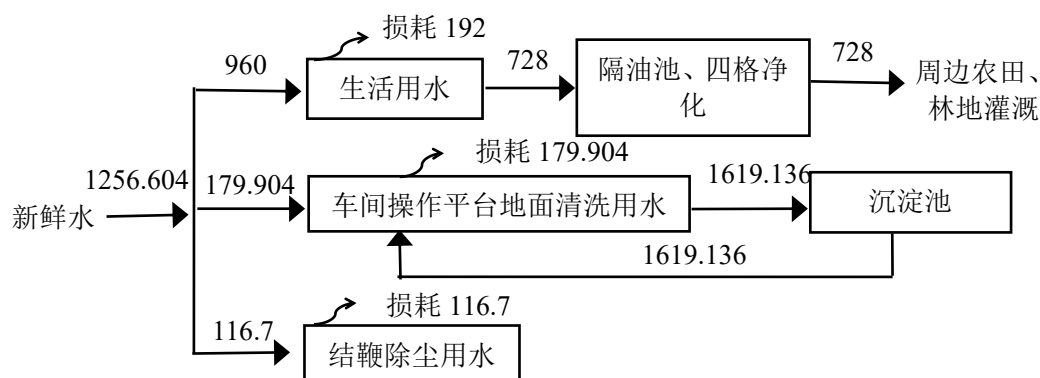 损耗 192
960
生活用水
728
隔油池、四格净
化
728
周边农田、
林地灌溉
损耗 179.904
1256.604
新鲜水
179.904
车间操作平台地面清洗用水
1619.136
沉淀池
1619.136
损耗 116.7
116.7
结鞭除尘用水